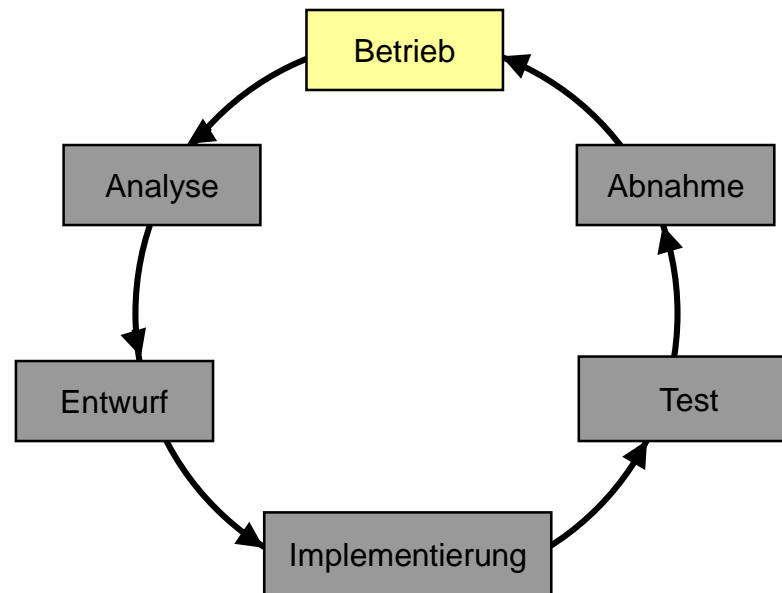 Betrieb
Analyse
Abnahme
Entwurf
Test
Implementierung